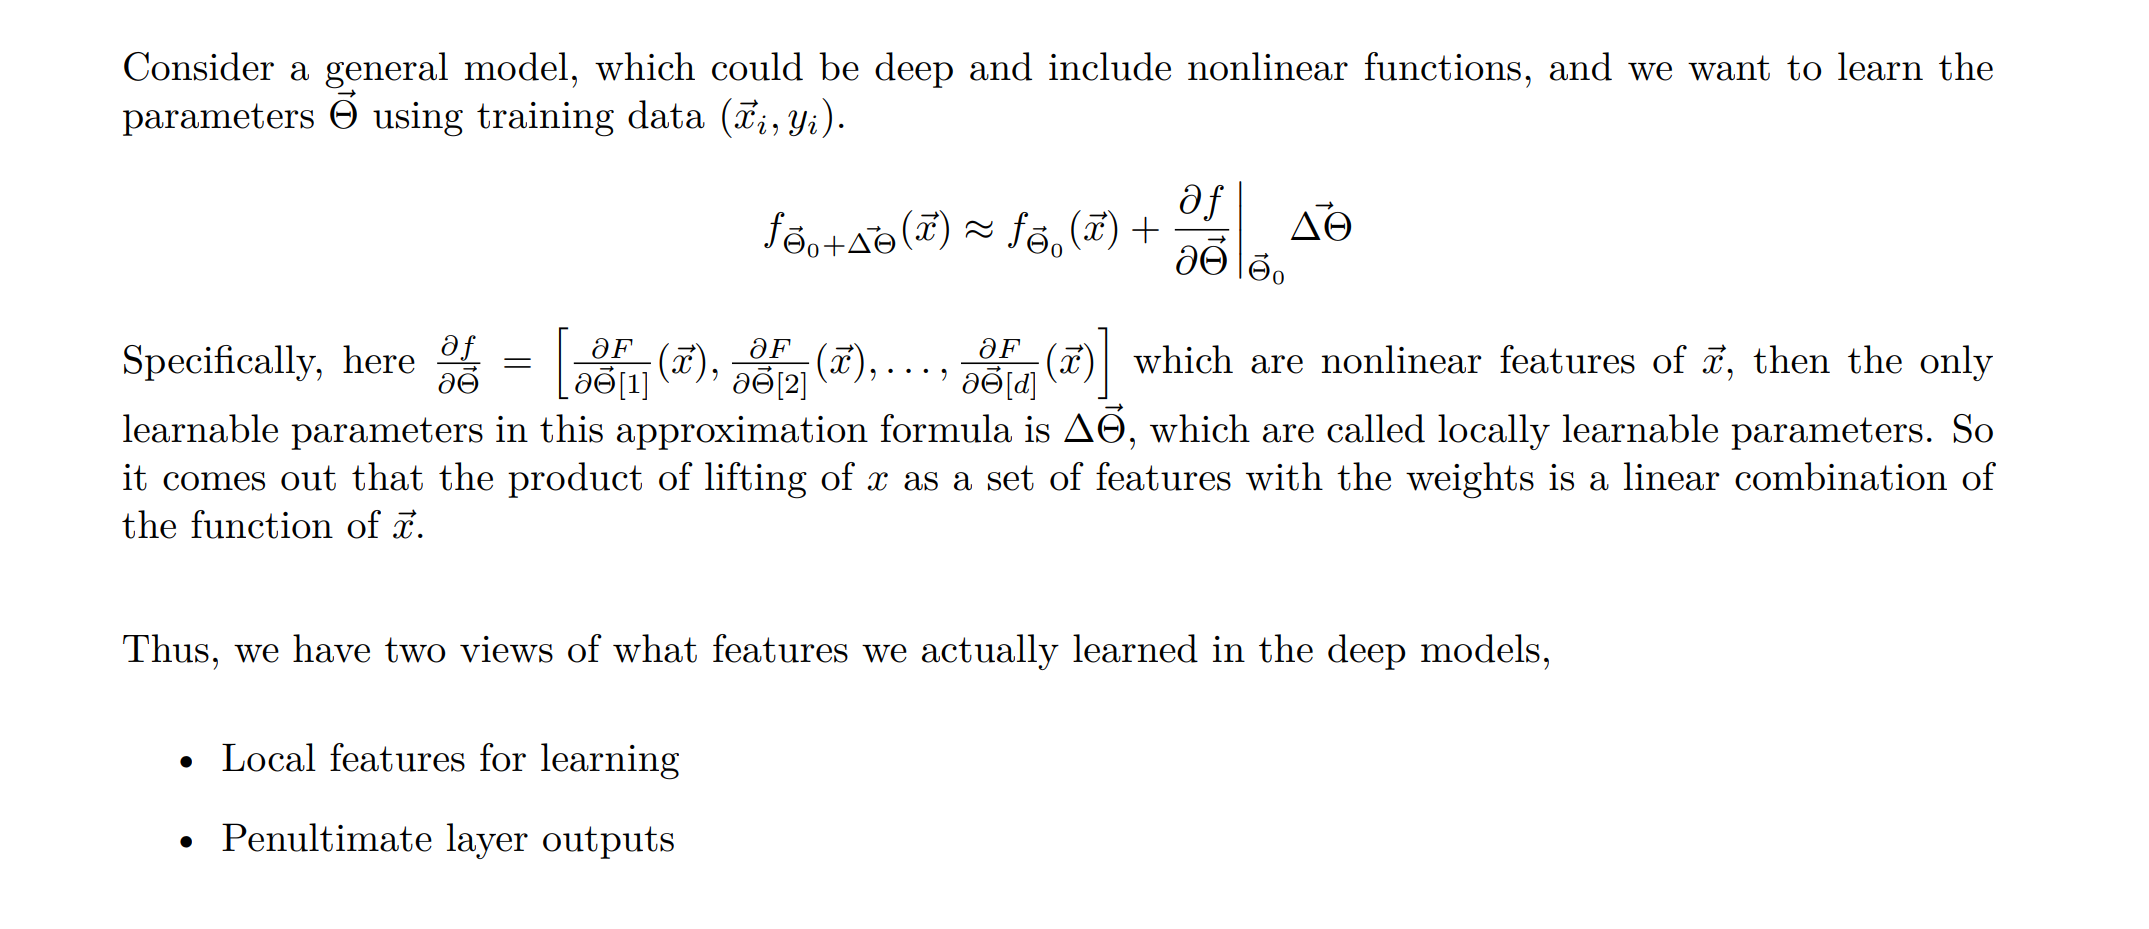 Consider a general model, which could be deep and include nonlinear functions, and we want to learn the
parameters $\vec{\Theta}$ using training data $(\vec{x}_i, y_i)$.
$f_{\vec{\Theta}_0 + \vec{\Delta\Theta}}(\vec{x}) \approx f_{\vec{\Theta}_0}(\vec{x}) + \left.\frac{\partial f}{\partial \vec{\Theta}}\right|_{\vec{\Theta}_0} \vec{\Delta\Theta}$
Specifically, here $\frac{\partial f}{\partial \vec{\Theta}} = \left[\frac{\partial F}{\partial \vec{\Theta}[1]}(\vec{x}), \frac{\partial F}{\partial \vec{\Theta}[2]}(\vec{x}), \ldots, \frac{\partial F}{\partial \vec{\Theta}[d]}(\vec{x})\right]$ which are nonlinear features of $\vec{x}$, then the only
learnable parameters in this approximation formula is $\Delta\vec{\Theta}$, which are called locally learnable parameters. So
it comes out that the product of lifting of $x$ as a set of features with the weights is a linear combination of
the function of $\vec{x}$.
Thus, we have two views of what features we actually learned in the deep models,
• Local features for learning
• Penultimate layer outputs